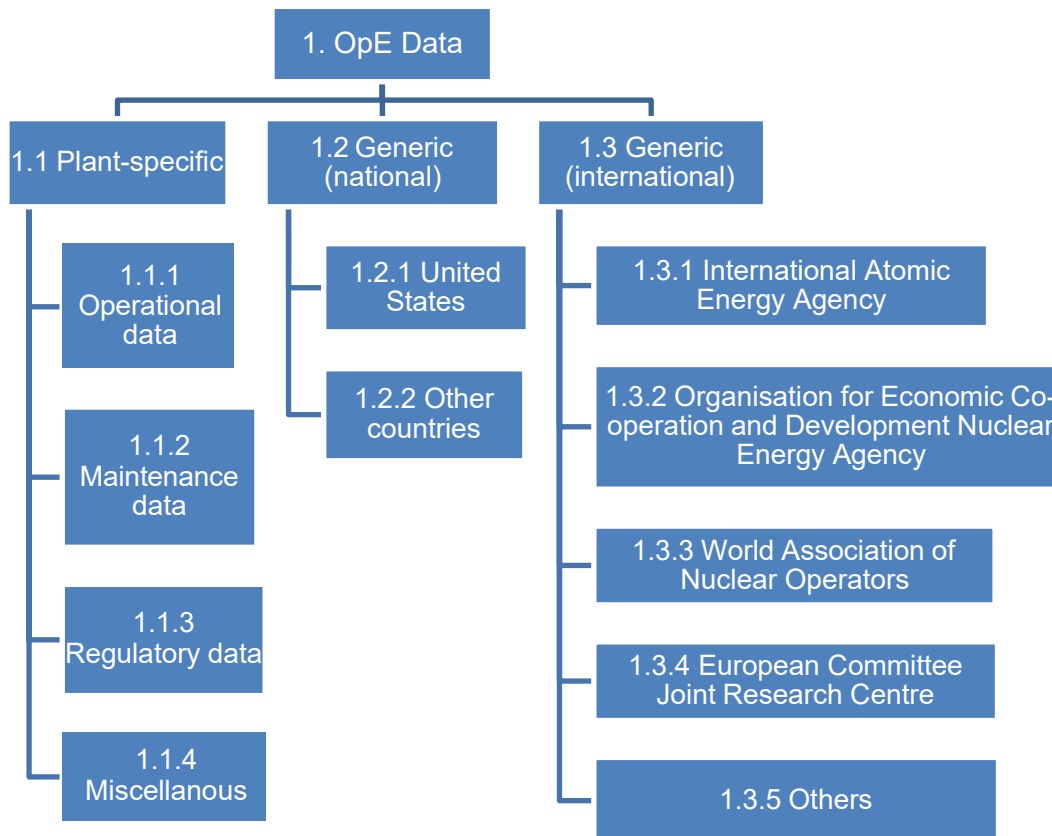 1. OpE Data
1.1 Plant-specific
1.2 Generic
(national)
1.3 Generic
(international)
1.1.1
Operational
data
1.1.2
Maintenance
data
1.1.3
Regulatory data
1.1.4
Miscellanous
1.2.1 United
States
1.2.2 Other
countries
1.3.1 International Atomic
Energy Agency
1.3.2 Organisation for Economic Co-
operation and Development Nuclear
Energy Agency
1.3.3 World Association of
Nuclear Operators
1.3.4 European Committee
Joint Research Centre
1.3.5 Others